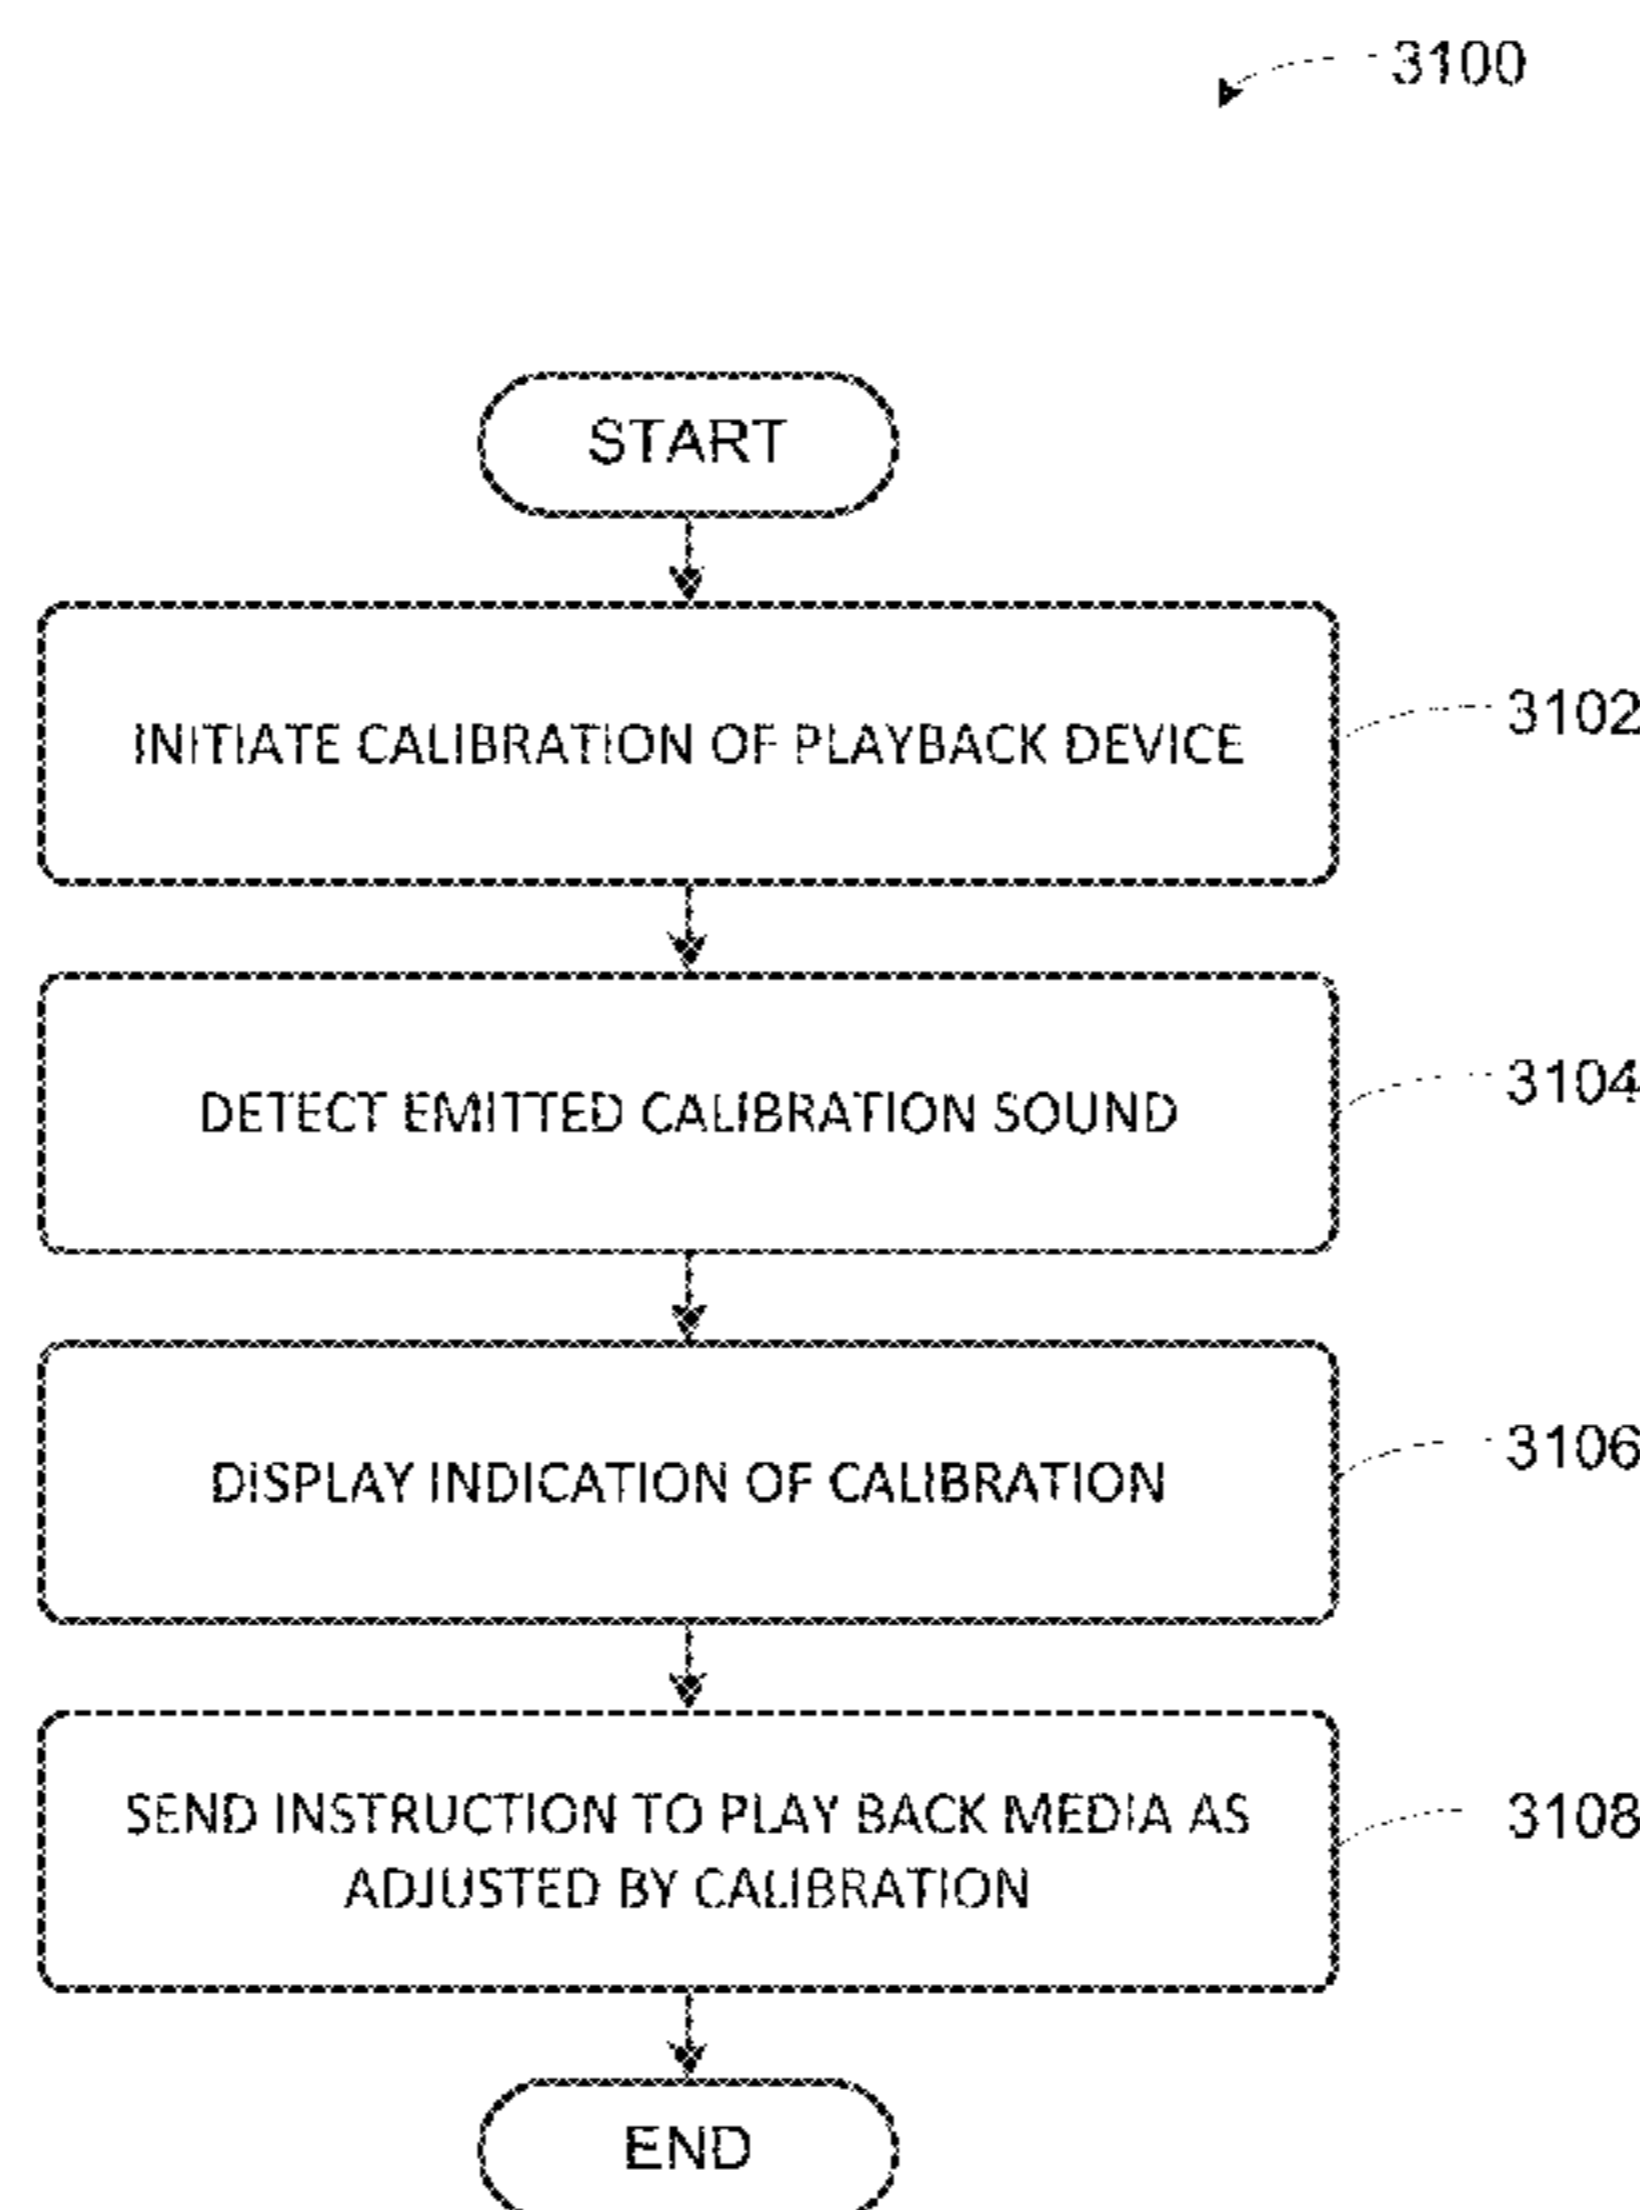 3100
START
INITIATE CALIBRATION OF PLAYBACK DEVICE
3102
DETECT EMITTED CALIBRATION SOUND
3104
DISPLAY INDICATION OF CALIBRATION
3106
SEND INSTRUCTION TO PLAY BACK MEDIA AS
ADJUSTED BY CALIBRATION
3108
END